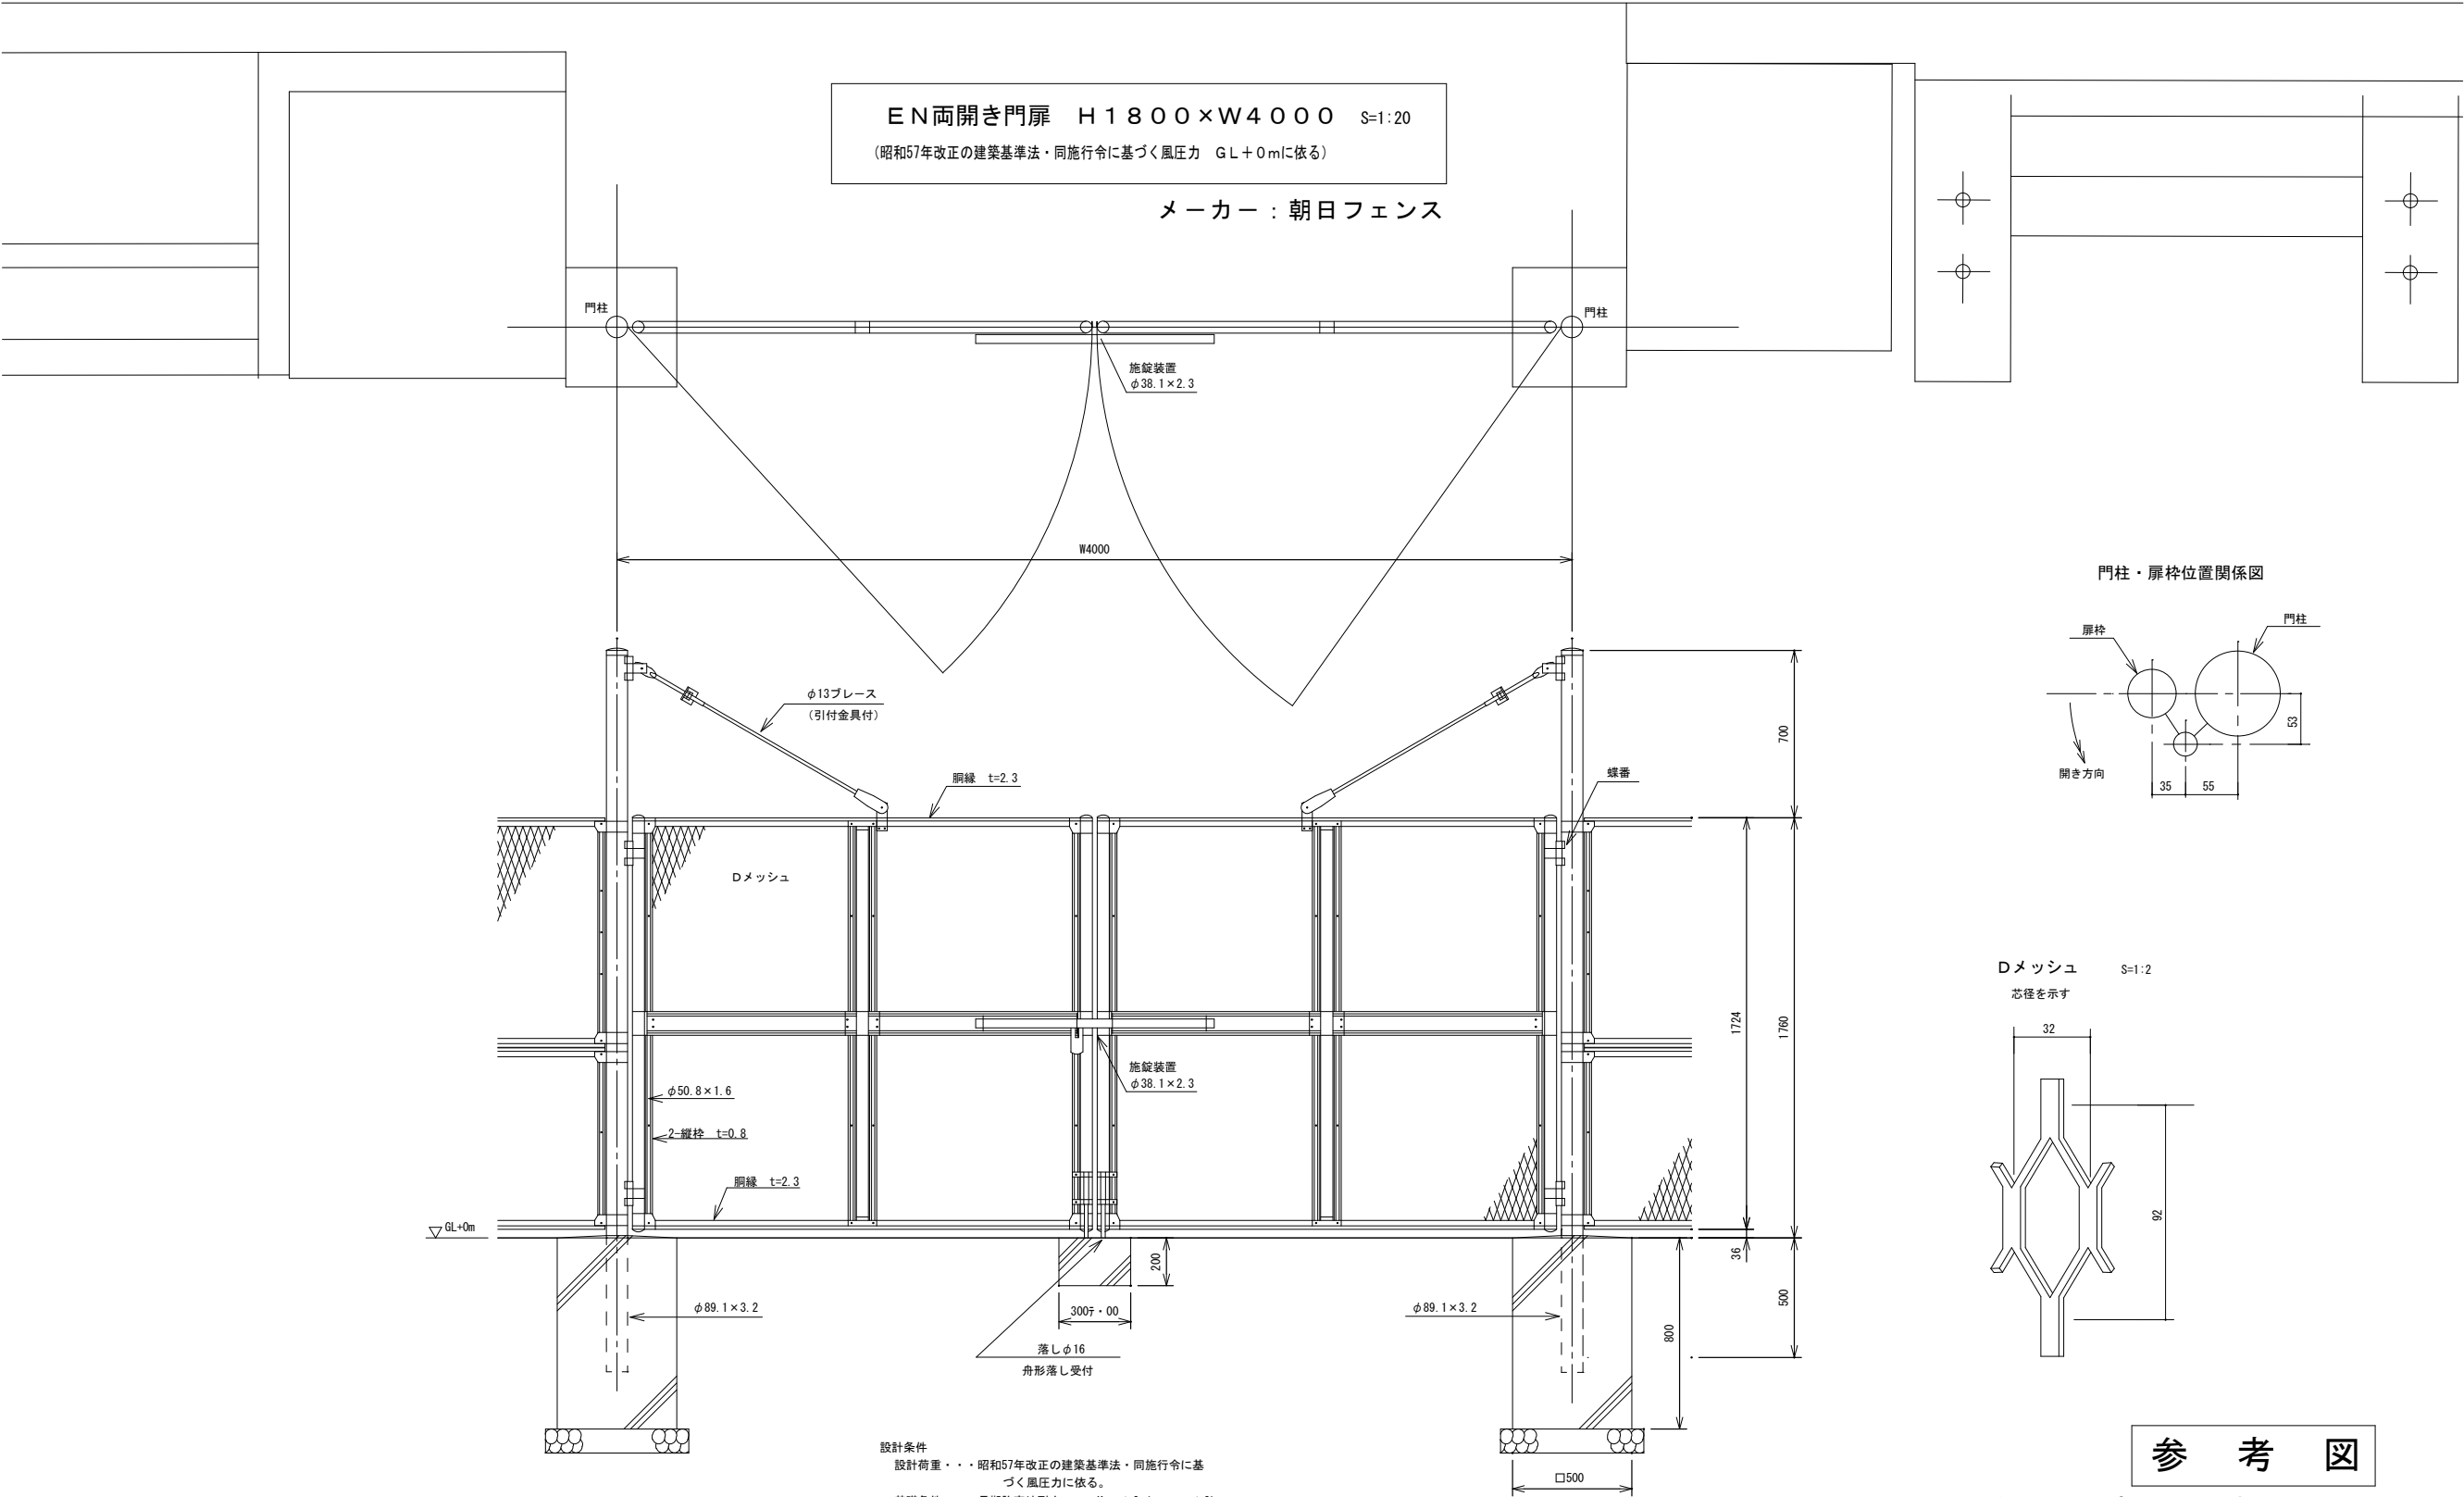 ＥＮ両開き門扉　Ｈ１８００×Ｗ４０００　S=1:20
（昭和57年改正の建築基準法・同施行令に基づく風圧力　ＧＬ＋０ｍに依る）
メーカー：朝日フェンス
門柱
門柱
施錠装置
φ38.1×2.3
W4000
門柱・扉枠位置関係図
扉枠
門柱
53
開き方向
35
55
φ13ブレース
（引付金具付）
700
胴縁　t=2.3
蝶番
Ｄメッシュ
Ｄメッシュ　S=1:2
芯径を示す
32
92
1724
1760
施錠装置
φ38.1×2.3
φ50.8×1.6
2-縦枠　t=0.8
胴縁　t=2.3
GL+0m
36
200
500
300ﾃ・00
φ89.1×3.2
φ89.1×3.2
800
落しφ16
舟形落し受付
設計条件
設計荷重・・・昭和57年改正の建築基準法・同施行令に基
づく風圧力に依る。
□500
参　考　図